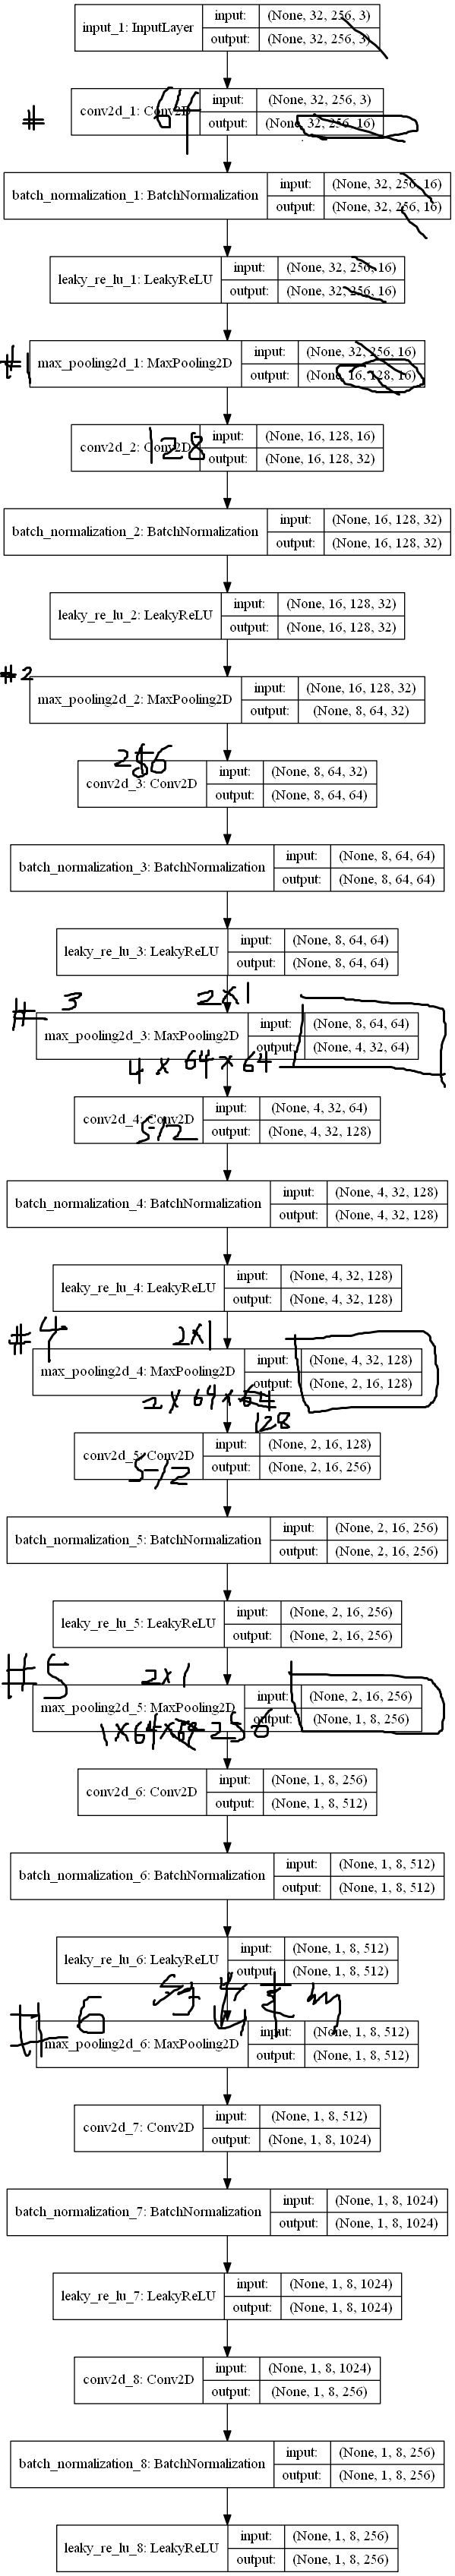 input_1: InputLayer input: (None, 32, 256, 3)
output: (None, 32, 256, 3)
#
64
conv2d_1: Conv2D input: (None, 32, 256, 3)
output: (None, 32, 256, 16)
batch_normalization_1: BatchNormalization input: (None, 32, 256, 16)
output: (None, 32, 256, 16)
leaky_re_lu_1: LeakyReLU input: (None, 32, 256, 16)
output: (None, 32, 256, 16)
#1
max_pooling2d_1: MaxPooling2D input: (None, 32, 256, 16)
output: (None, 16, 128, 16)
128
conv2d_2: Conv2D input: (None, 16, 128, 16)
output: (None, 16, 128, 32)
batch_normalization_2: BatchNormalization input: (None, 16, 128, 32)
output: (None, 16, 128, 32)
leaky_re_lu_2: LeakyReLU input: (None, 16, 128, 32)
output: (None, 16, 128, 32)
#2
max_pooling2d_2: MaxPooling2D input: (None, 16, 128, 32)
output: (None, 8, 64, 32)
256
conv2d_3: Conv2D input: (None, 8, 64, 32)
output: (None, 8, 64, 64)
batch_normalization_3: BatchNormalization input: (None, 8, 64, 64)
output: (None, 8, 64, 64)
leaky_re_lu_3: LeakyReLU input: (None, 8, 64, 64)
output: (None, 8, 64, 64)
# 3 2x1
max_pooling2d_3: MaxPooling2D input: (None, 8, 64, 64)
output: (None, 4, 32, 64)
4 x 64 x 64
conv2d_4: Conv2D input: (None, 4, 32, 64)
output: (None, 4, 32, 128)
512
batch_normalization_4: BatchNormalization input: (None, 4, 32, 128)
output: (None, 4, 32, 128)
leaky_re_lu_4: LeakyReLU input: (None, 4, 32, 128)
output: (None, 4, 32, 128)
#4 2x1
max_pooling2d_4: MaxPooling2D input: (None, 4, 32, 128)
output: (None, 2, 16, 128)
2 x 64 x 64
128
conv2d_5: Conv2D input: (None, 2, 16, 128)
output: (None, 2, 16, 256)
512
batch_normalization_5: BatchNormalization input: (None, 2, 16, 256)
output: (None, 2, 16, 256)
leaky_re_lu_5: LeakyReLU input: (None, 2, 16, 256)
output: (None, 2, 16, 256)
#5 2x1
max_pooling2d_5: MaxPooling2D input: (None, 2, 16, 256)
output: (None, 1, 8, 256)
1x64x64 256
conv2d_6: Conv2D input: (None, 1, 8, 256)
output: (None, 1, 8, 512)
batch_normalization_6: BatchNormalization input: (None, 1, 8, 512)
output: (None, 1, 8, 512)
leaky_re_lu_6: LeakyReLU input: (None, 1, 8, 512)
output: (None, 1, 8, 512)
#6
max_pooling2d_6: MaxPooling2D input: (None, 1, 8, 512)
output: (None, 1, 8, 512)
conv2d_7: Conv2D input: (None, 1, 8, 512)
output: (None, 1, 8, 1024)
batch_normalization_7: BatchNormalization input: (None, 1, 8, 1024)
output: (None, 1, 8, 1024)
leaky_re_lu_7: LeakyReLU input: (None, 1, 8, 1024)
output: (None, 1, 8, 1024)
conv2d_8: Conv2D input: (None, 1, 8, 1024)
output: (None, 1, 8, 256)
batch_normalization_8: BatchNormalization input: (None, 1, 8, 256)
output: (None, 1, 8, 256)
leaky_re_lu_8: LeakyReLU input: (None, 1, 8, 256)
output: (None, 1, 8, 256)